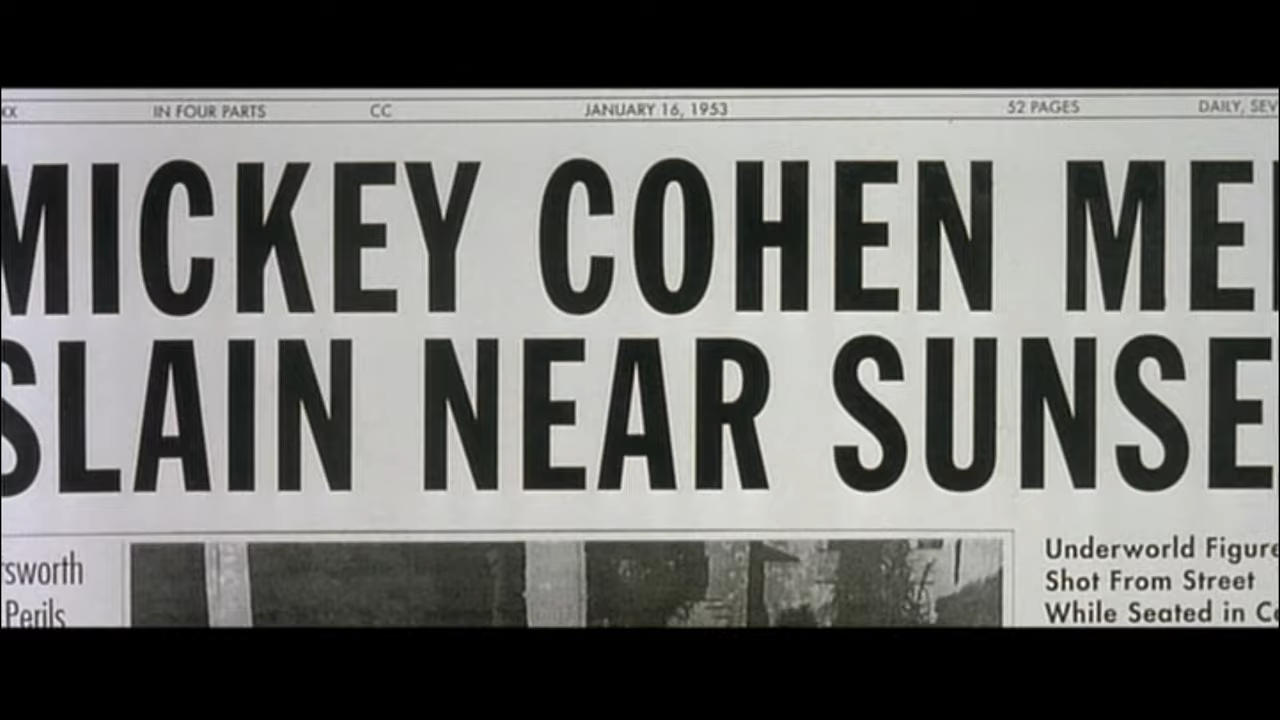 IN FOUR PARTS CC JANUARY 16, 1953 52 PAGES DAILY,
MICKEY COHEN
SLAIN NEAR
Underworld Figure
Shot From Street
While Seated in
Perils